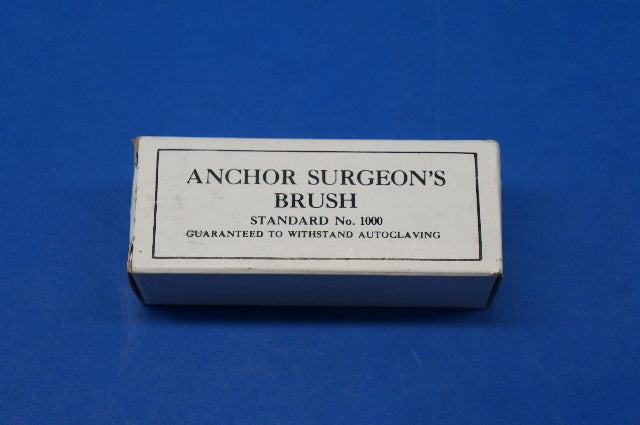 ANCHOR SURGEON'S
BRUSH
STANDARD No. 1000
GUARANTEED TO WITHSTAND AUTOCLAVING